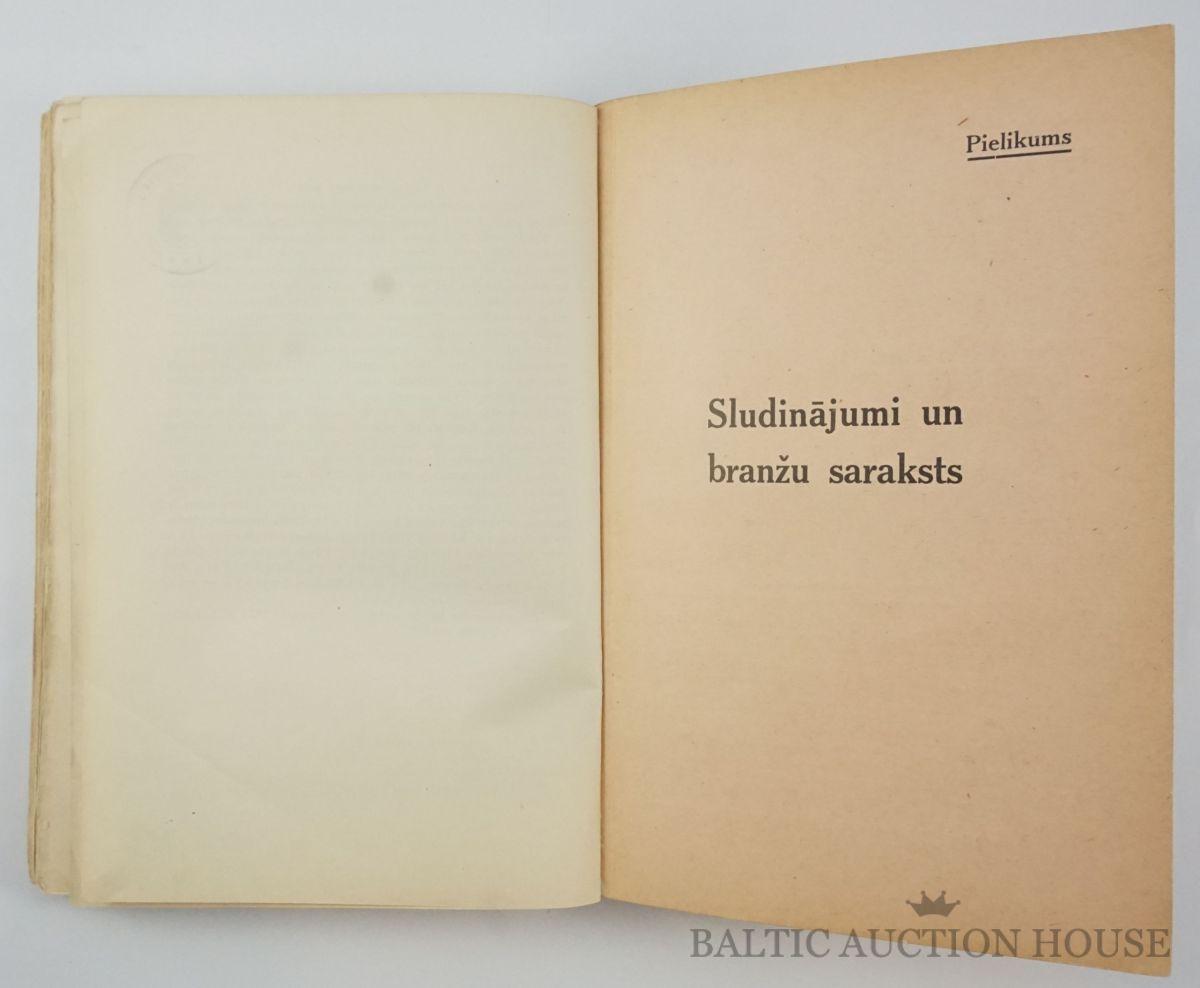 Pielikums
Sludinājumi un
branžu saraksts
BALTIC AUCTION HOUSE